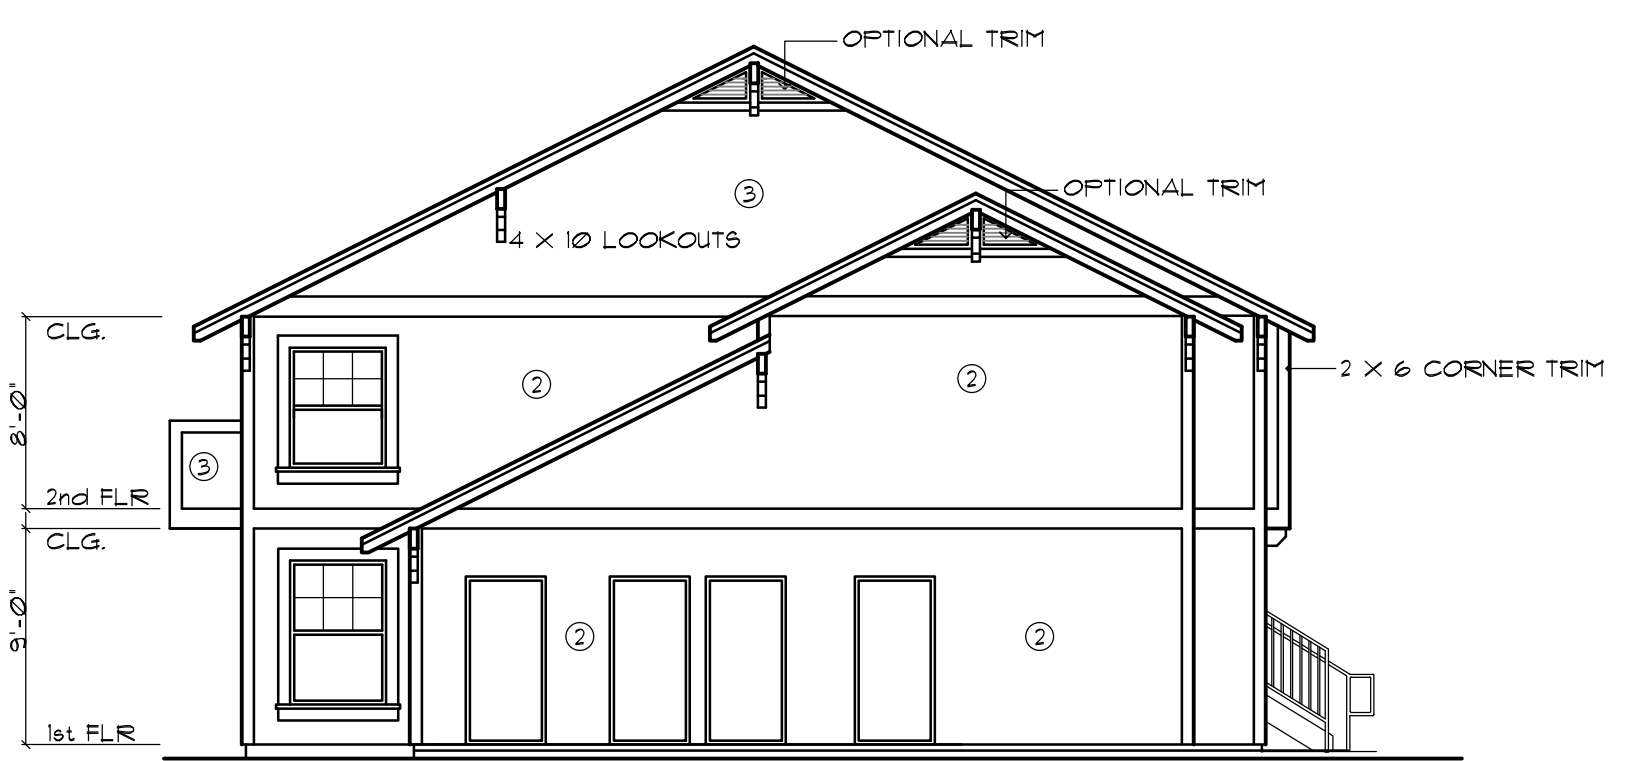 OPTIONAL TRIM
3
OPTIONAL TRIM
4 X 10 LOOKOUTS
CLG.
2
2
2 X 6 CORNER TRIM
8'-0"
3
2nd FLR
CLG.
9'-0"
2
2
1st FLR